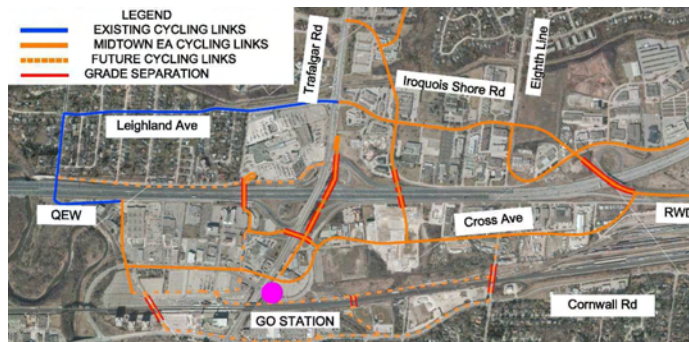 LEGEND
EXISTING CYCLING LINKS
MIDTOWN EA CYCLING LINKS
FUTURE CYCLING LINKS
GRADE SEPARATION
Trafalgar Rd
Iroquois Shore Rd
Eighth Line
Leighland Ave
QEW
Cross Ave
RWD
GO STATION
Cornwall Rd